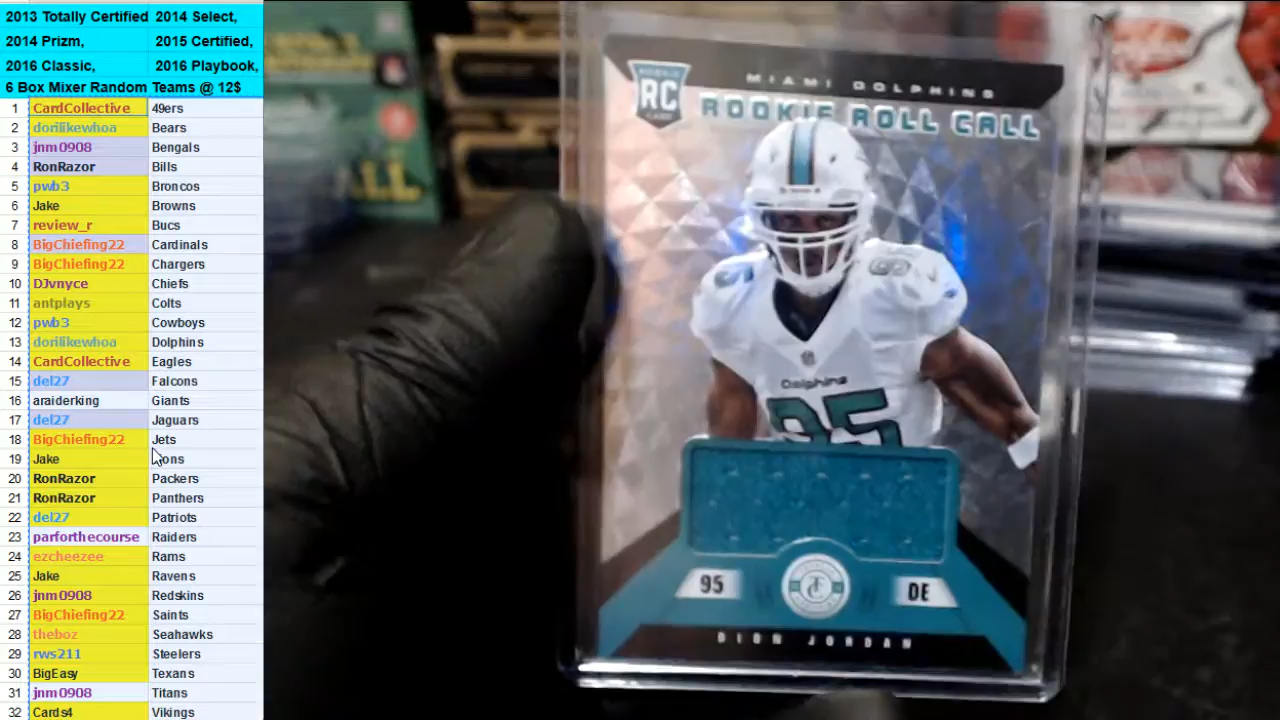 2013 Totally Certified 2014 Select,
2014 Prizm, 2015 Certified,
2016 Classic, 2016 Playbook,
6 Box Mixer Random Teams @ 12$
1 CardCollective 49ers
2 dorilikewhoa Bears
3 jnm0908 Bengals
4 RonRazor Bills
5 pwb3 Broncos
6 Jake Browns
7 review_r Bucs
8 BigChiefing22 Cardinals
9 BigChiefing22 Chargers
10 DJvnyce Chiefs
11 antplays Colts
12 pwb3 Cowboys
13 dorilikewhoa Dolphins
14 CardCollective Eagles
15 del27 Falcons
16 araiderking Giants
17 del27 Jaguars
18 BigChiefing22 Jets
19 Jake ons
20 RonRazor Packers
21 RonRazor Panthers
22 del27 Patriots
23 parforthecourse Raiders
24 ezcheezee Rams
25 Jake Ravens
26 jnm0908 Redskins
27 BigChiefing22 Saints
28 theboz Seahawks
29 rws211 Steelers
30 BigEasy Texans
31 jnm0908 Titans
32 Cards4 Vikings
MIAMI DOLPHINS
ROOKIE
RC
ROOKIE ROLL CALL
Dolphins
95
95 DE
DION JORDAN